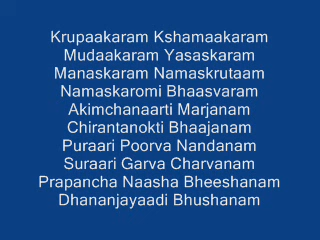 Krupaakaram Kshamaakaram
Mudaakaram Yasaskaram
Manaskaram Namaskrutaam
Namaskaromi Bhaasvaram
Akimchanaarti Marjanam
Chirantanokti Bhaajanam
Puraari Poorva Nandanam
Suraari Garva Charvanam
Prapancha Naasha Bheeshanam
Dhananjayaadi Bhushanam